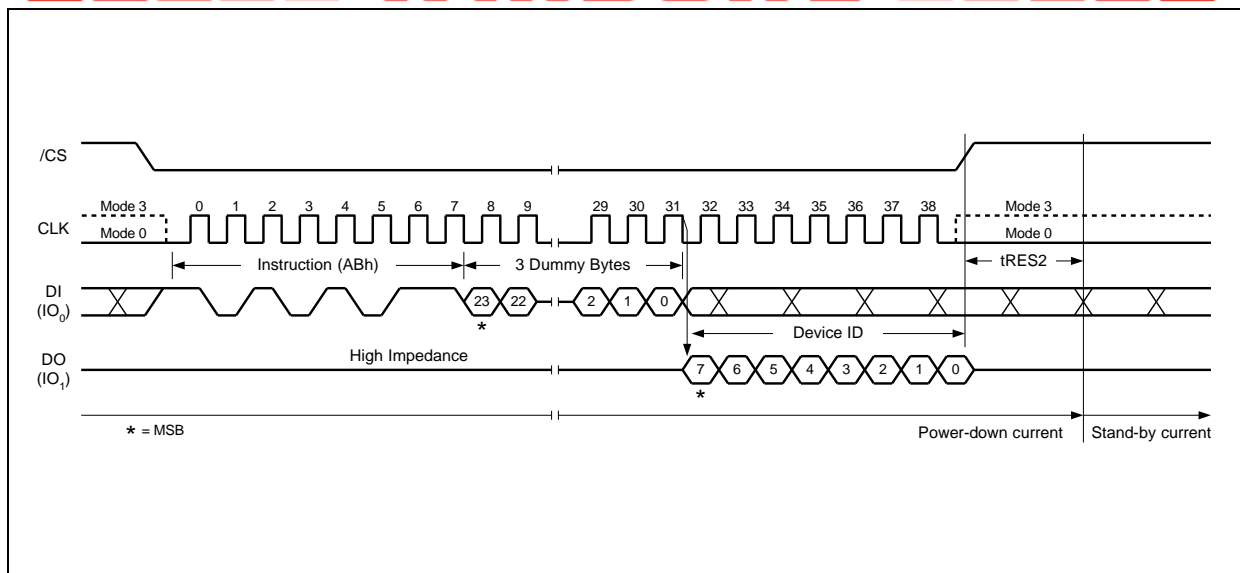 /CS
Mode 3 0 1 2 3 4 5 6 7 8 9 29 30 31 32 33 34 35 36 37 38 Mode 3
CLK
Mode 0 Mode 0
Instruction (ABh) 3 Dummy Bytes tRES2
DI
(IO0)
23 22 2 1 0
* Device ID
High Impedance
DO
(IO1)
7 6 5 4 3 2 1 0
*
* = MSB
Power-down current Stand-by current